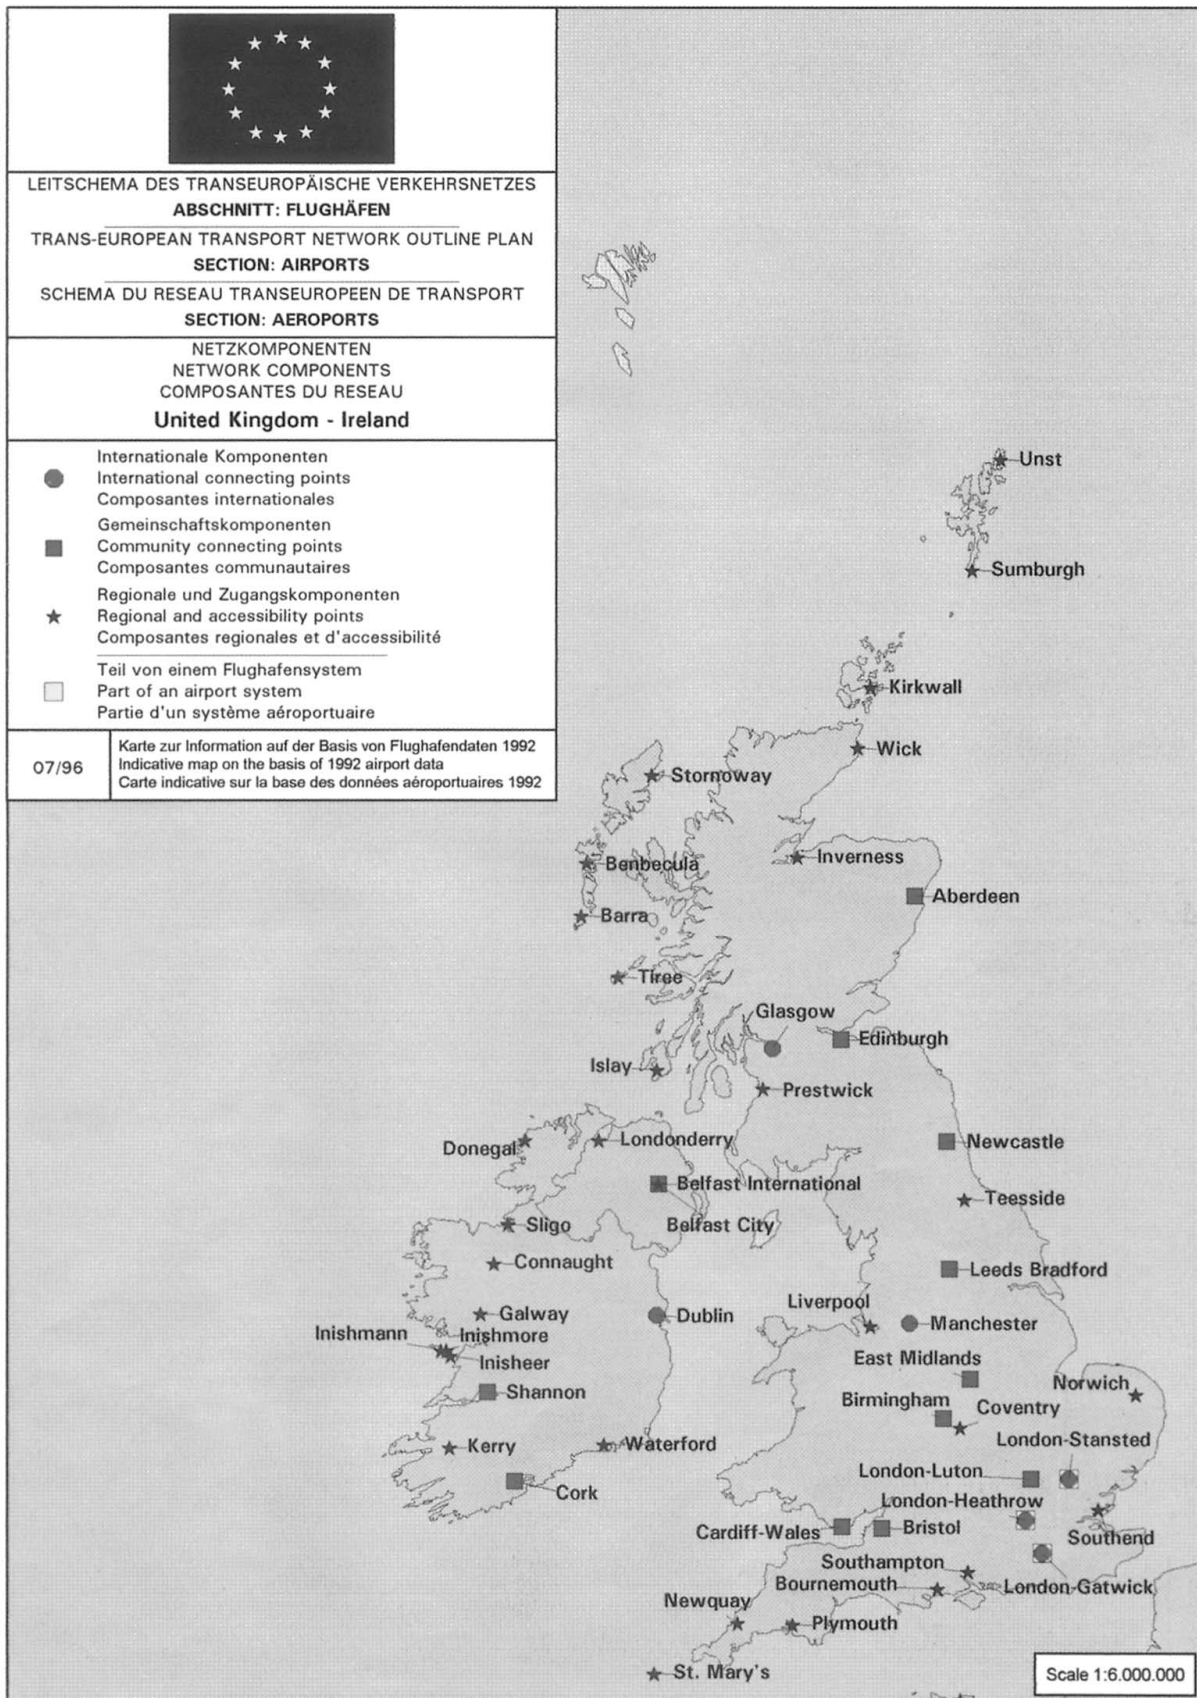 LEITSCHEMA DES TRANSEUROPÄISCHE VERKEHRSNETZES
ABSCHNITT: FLUGHÄFEN
TRANS-EUROPEAN TRANSPORT NETWORK OUTLINE PLAN
SECTION: AIRPORTS
SCHEMA DU RESEAU TRANSEUROPEEN DE TRANSPORT
SECTION: AEROPORTS
NETZKOMPONENTEN
NETWORK COMPONENTS
COMPOSANTES DU RESEAU
United Kingdom - Ireland
Internationale Komponenten
International connecting points
Composantes internationales
Gemeinschaftskomponenten
Community connecting points
Composantes communautaires
Regionale und Zugangskomponenten
Regional and accessibility points
Composantes regionales et d'accessibilité
Teil von einem Flughafensystem
Part of an airport system
Partie d'un système aéroportuaire
07/96
Karte zur Information auf der Basis von Flughafendaten 1992
Indicative map on the basis of 1992 airport data
Carte indicative sur la base des données aéroportuaires 1992
Unst
Sumburgh
Kirkwall
Wick
Stornoway
Inverness
Benbecula
Aberdeen
Barra
Tiree
Glasgow
Edinburgh
Islay
Prestwick
Donegal
Londonderry
Newcastle
Belfast International
Teesside
Belfast City
Sligo
Connaught
Leeds Bradford
Galway
Dublin
Liverpool
Manchester
Inishmann
Inishmore
Inisheer
East Midlands
Shannon
Norwich
Birmingham
Coventry
Kerry
Waterford
London-Stansted
London-Luton
Cork
London-Heathrow
Cardiff-Wales
Bristol
Southend
Southampton
Bournemouth
London-Gatwick
Newquay
Plymouth
St. Mary's
Scale 1:6.000.000